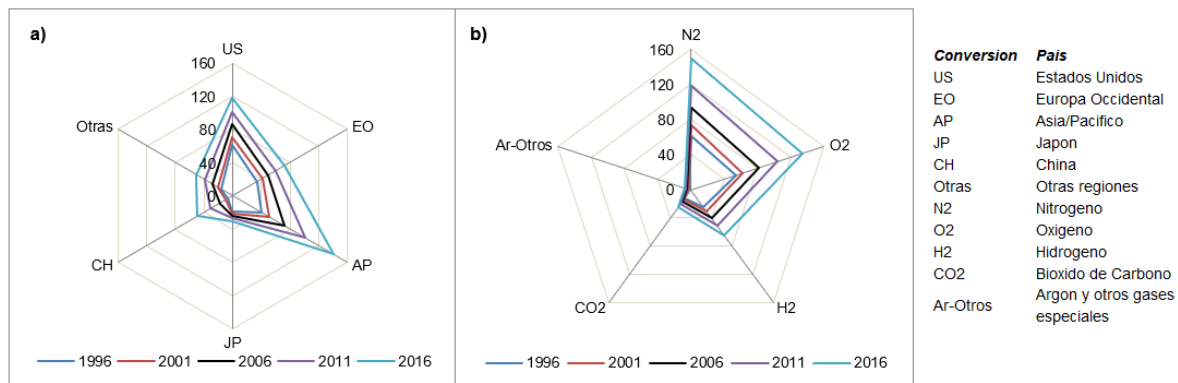 a)
US
160
120
80
40
0
EO
AP
JP
CH
Otras
1996 2001 2006 2011 2016
b)
N2
160
120
80
40
0
O2
H2
CO2
Ar-Otros
1996 2001 2006 2011 2016
Conversion Pais
US Estados Unidos
EO Europa Occidental
AP Asia/Pacifico
JP Japon
CH China
Otras Otras regiones
N2 Nitrogeno
O2 Oxigeno
H2 Hidrogeno
CO2 Bioxido de Carbono
Ar-Otros Argon y otros gases
especiales